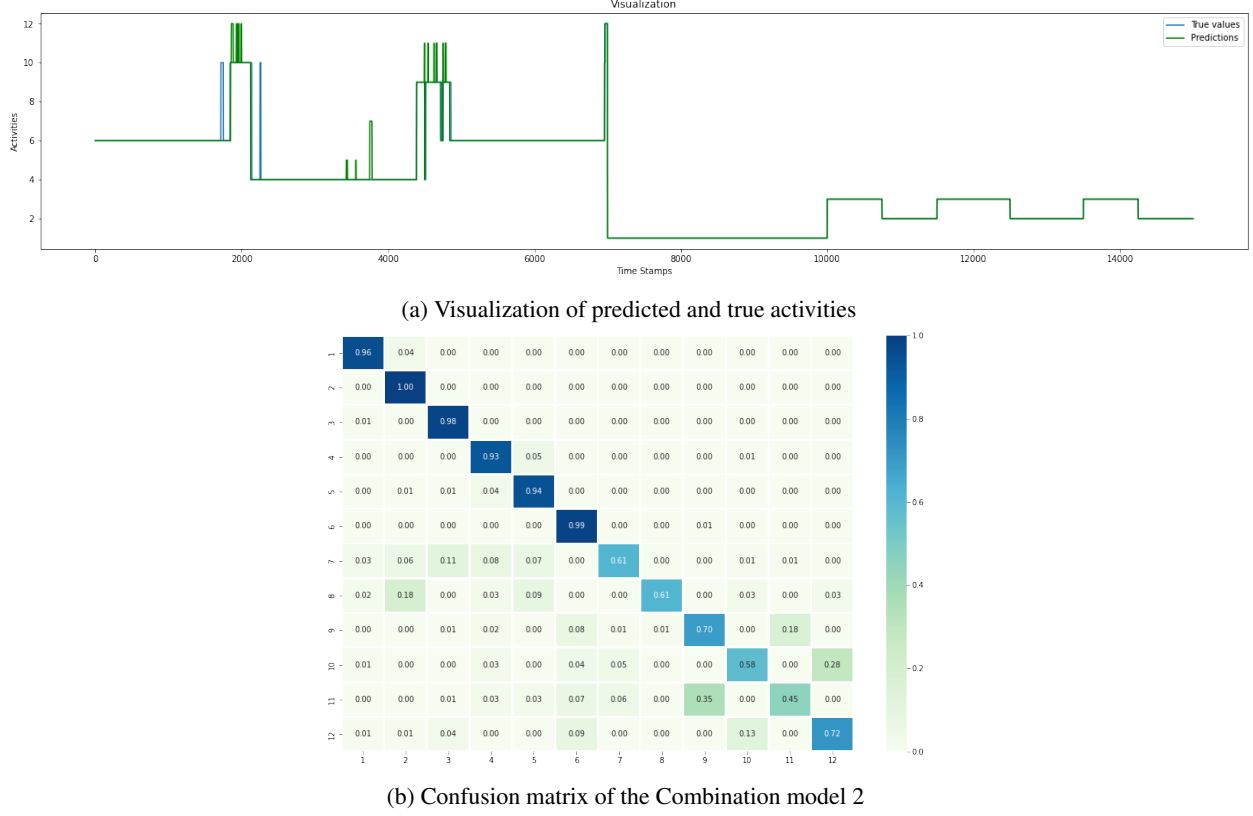 Visualization
12
10
8
6
4
2
Activities
True values
Predictions
0 2000 4000 6000 8000 10000 12000 14000
Time Stamps
(a) Visualization of predicted and true activities
1 0.96 0.04 0.00 0.00 0.00 0.00 0.00 0.00 0.00 0.00 0.00 0.00
2 0.00 1.00 0.00 0.00 0.00 0.00 0.00 0.00 0.00 0.00 0.00 0.00
3 0.01 0.00 0.98 0.00 0.00 0.00 0.00 0.00 0.00 0.00 0.00 0.00
4 0.00 0.00 0.00 0.93 0.05 0.00 0.00 0.00 0.00 0.01 0.00 0.00
5 0.00 0.01 0.01 0.04 0.94 0.00 0.00 0.00 0.00 0.00 0.00 0.00
6 0.00 0.00 0.00 0.00 0.00 0.99 0.00 0.00 0.01 0.00 0.00 0.00
7 0.03 0.06 0.11 0.08 0.07 0.00 0.61 0.00 0.00 0.01 0.01 0.00
8 0.02 0.18 0.00 0.03 0.09 0.00 0.00 0.61 0.00 0.03 0.00 0.03
9 0.00 0.00 0.01 0.02 0.00 0.08 0.01 0.01 0.70 0.00 0.18 0.00
10 0.01 0.00 0.00 0.03 0.00 0.04 0.05 0.00 0.00 0.58 0.00 0.28
11 0.00 0.00 0.01 0.03 0.03 0.07 0.06 0.00 0.35 0.00 0.45 0.00
12 0.01 0.01 0.04 0.00 0.00 0.09 0.00 0.00 0.00 0.13 0.00 0.72
1 2 3 4 5 6 7 8 9 10 11 12
1.0
0.8
0.6
0.4
0.2
0.0
(b) Confusion matrix of the Combination model 2